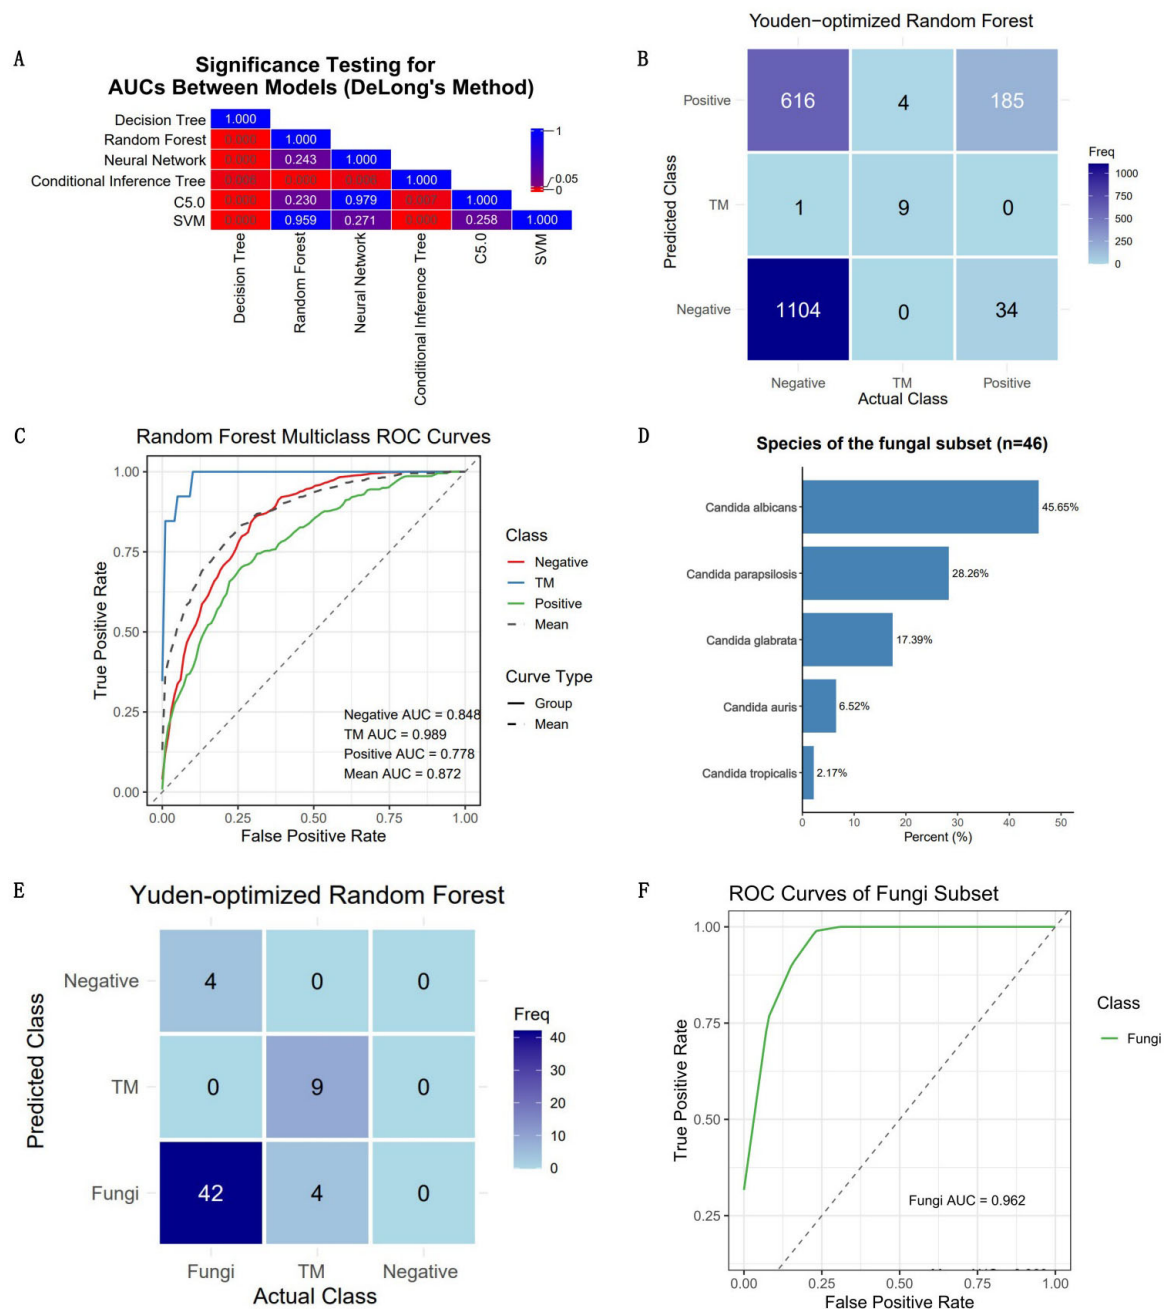 A
Significance Testing for
AUCs Between Models (DeLong's Method)
Decision Tree 1.000
Random Forest 0.000 1.000
Neural Network 0.000 0.243 1.000
Conditional Inference Tree 0.000 0.000 1.000
C5.0 0.000 0.230 0.979 1.000
SVM 0.000 0.959 0.271 0.258 1.000
1
0.05
0
Decision Tree
Random Forest
Neural Network
Conditional Inference Tree
C5.0
SVM
B
Youden-optimized Random Forest
Predicted Class
Positive 616 4 185
TM 1 9 0
Negative 1104 0 34
Negative TM Positive
Actual Class
Freq
1000
750
500
250
0
C
Random Forest Multiclass ROC Curves
True Positive Rate
1.00
0.75
0.50
0.25
0.00
0.00 0.25 0.50 0.75 1.00
False Positive Rate
Negative AUC = 0.848
TM AUC = 0.989
Positive AUC = 0.778
Mean AUC = 0.872
Class
Negative
TM
Positive
Mean
Curve Type
Group
Mean
D
Species of the fungal subset (n=46)
Candida albicans 45.65%
Candida parapsilosis 28.26%
Candida glabrata 17.39%
Candida auris 6.52%
Candida tropicalis 2.17%
0 10 20 30 40 50
Percent (%)
E
Yuden-optimized Random Forest
Predicted Class
Negative 4 0 0
TM 0 9 0
Fungi 42 4 0
Fungi TM Negative
Actual Class
Freq
40
30
20
10
0
F
ROC Curves of Fungi Subset
True Positive Rate
1.00
0.75
0.50
0.25
Fungi AUC = 0.962
0.00 0.25 0.50 0.75 1.00
False Positive Rate
Class
Fungi